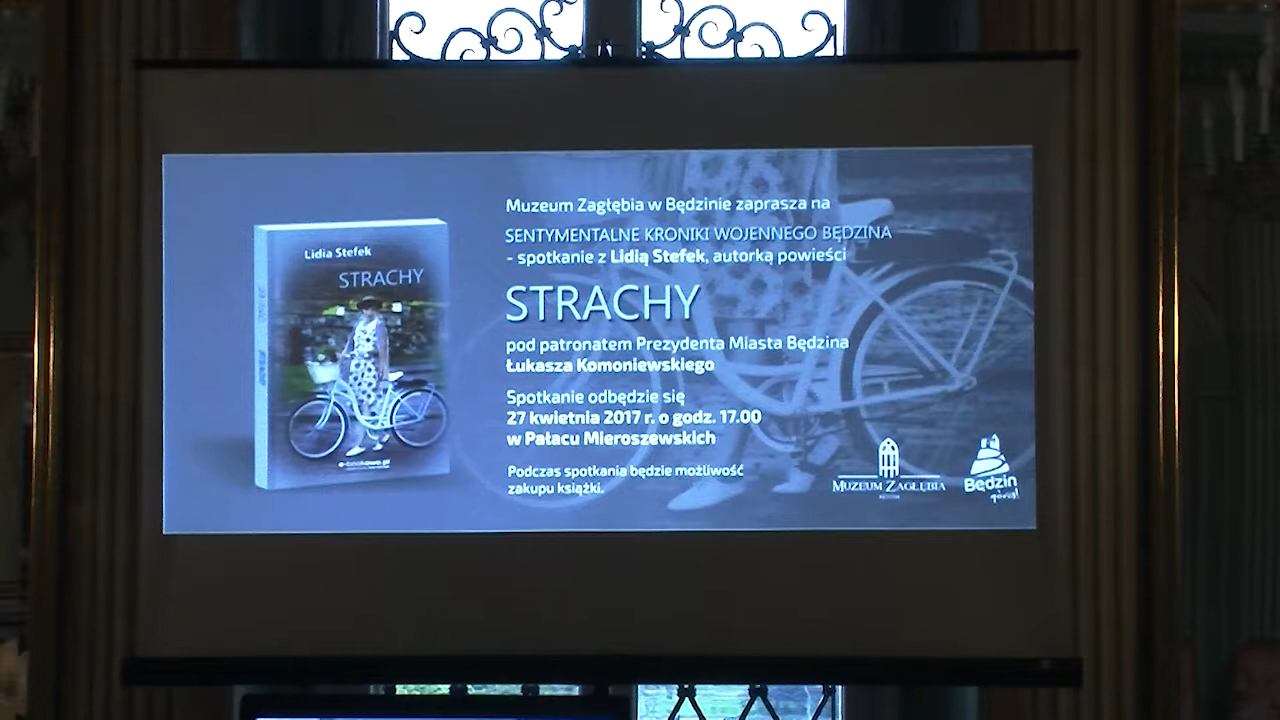 Lidia Stefek
STRACHY
e-bookowo.pl
Muzeum Zagłębia w Będzinie zaprasza na
SENTYMENTALNE KRONIKI WOJENNEGO BĘDZINA
- spotkanie z Lidią Stefek, autorką powieści
STRACHY
pod patronatem Prezydenta Miasta Będzina
Łukasza Komoniewskiego
Spotkanie odbędzie się
27 kwietnia 2017 r. o godz. 17.00
w Pałacu Mieroszewskich
Podczas spotkania będzie możliwość
zakupu książki.
MUZEUM ZAGŁĘBIA
Będzin